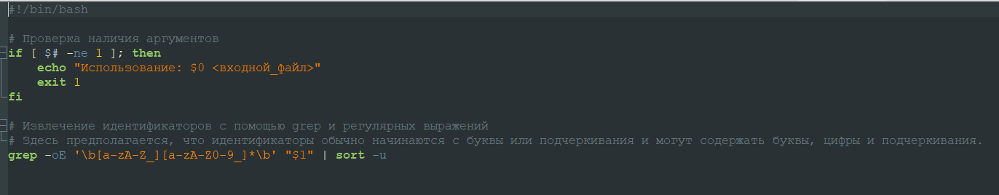 #!/bin/bash
# Проверка наличия аргументов
if [ $# -ne 1 ]; then
echo "Использование: $0 <входной_файл>"
exit 1
fi
# Извлечение идентификаторов с помощью grep и регулярных выражений
# Здесь предполагается, что идентификаторы обычно начинаются с буквы или подчеркивания и могут содержать буквы, цифры и подчеркивания.
grep -oE '\b[a-zA-Z_][a-zA-Z0-9_]*\b' "$1" | sort -u